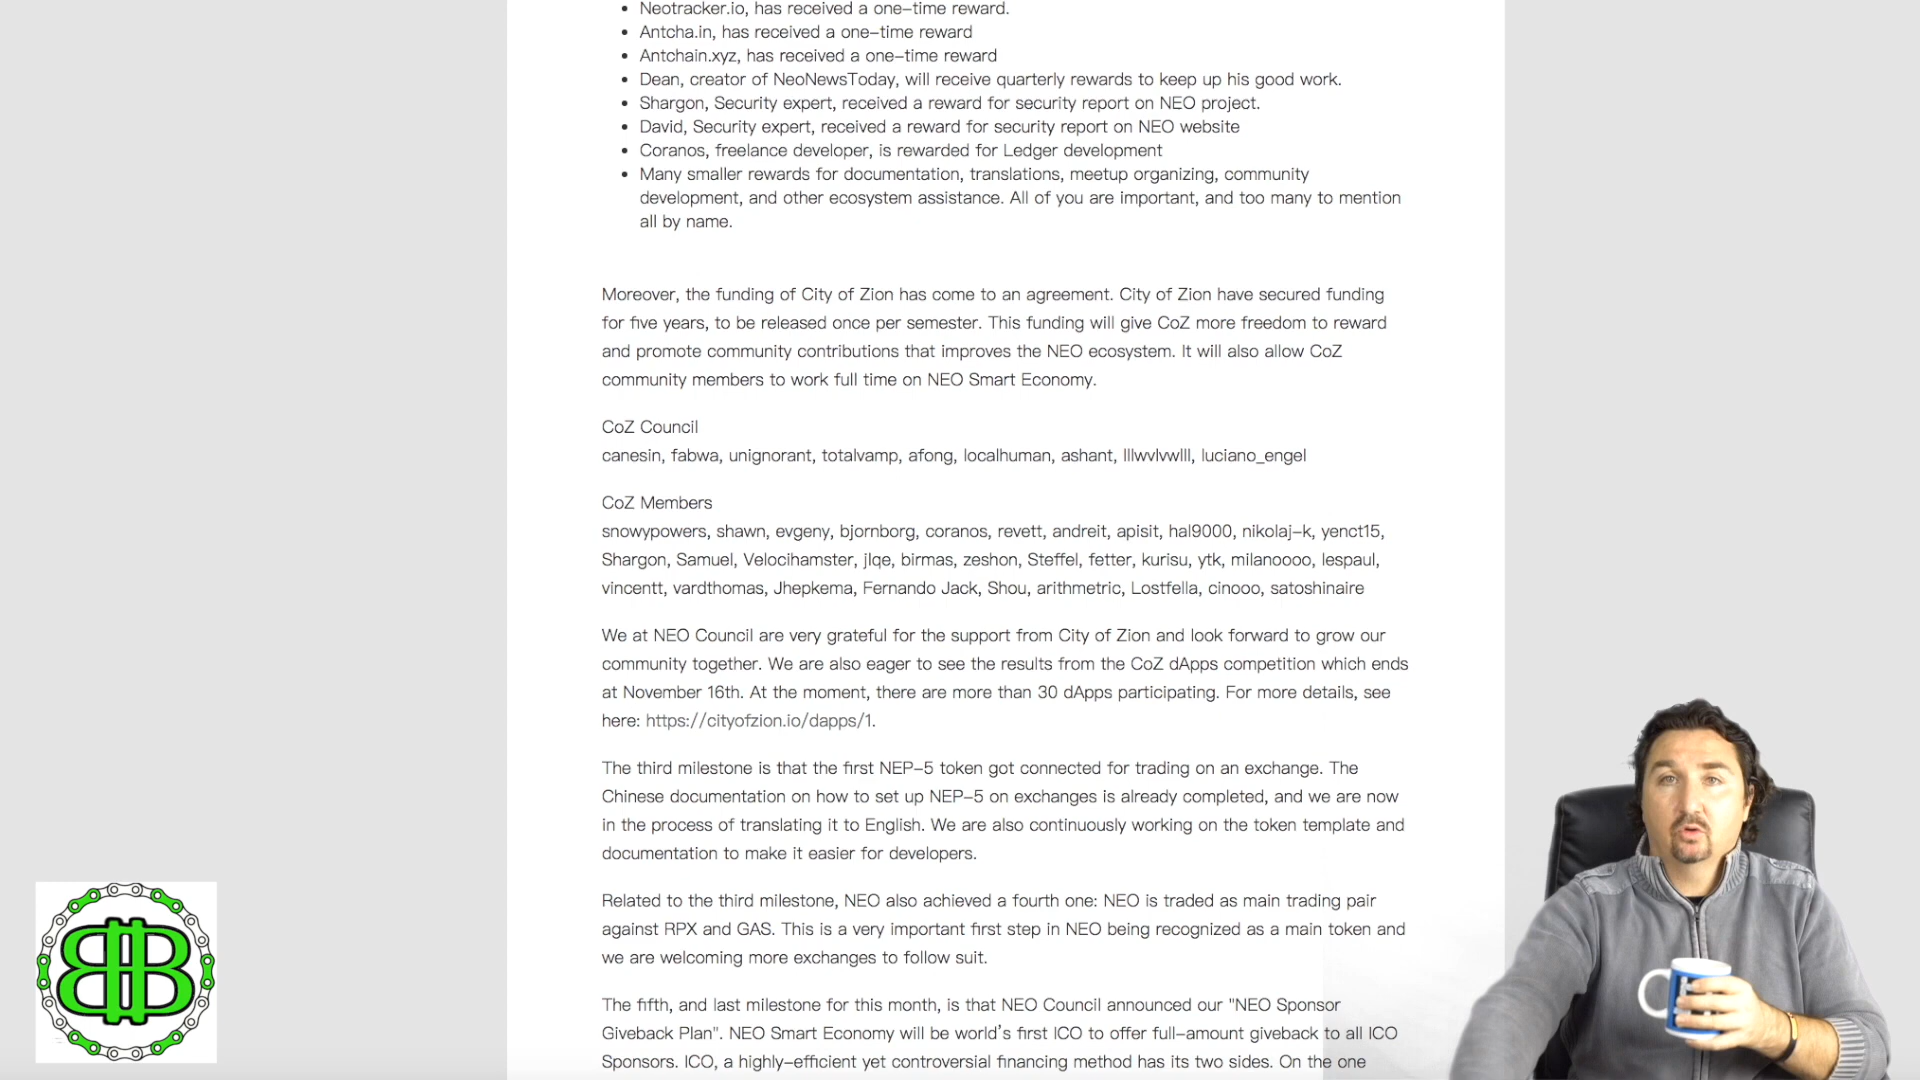 Neotracker.io, has received a one-time reward.
Antcha.in, has received a one-time reward
Antchain.xyz, has received a one-time reward
Dean, creator of NeoNewsToday, will receive quarterly rewards to keep up his good work.
Shargon, Security expert, received a reward for security report on NEO project.
David, Security expert, received a reward for security report on NEO website
Coranos, freelance developer, is rewarded for Ledger development
Many smaller rewards for documentation, translations, meetup organizing, community
development, and other ecosystem assistance. All of you are important, and too many to mention
all by name.
Moreover, the funding of City of Zion has come to an agreement. City of Zion have secured funding
for five years, to be released once per semester. This funding will give CoZ more freedom to reward
and promote community contributions that improves the NEO ecosystem. It will also allow CoZ
community members to work full time on NEO Smart Economy.
CoZ Council
canesin, fabwa, unignorant, totalvamp, afong, localhuman, ashant, lllwvlvwlll, luciano_engel
CoZ Members
snowypowers, shawn, evgeny, bjornborg, coranos, revett, andreit, apisit, hal9000, nikolaj-k, yenct15,
Shargon, Samuel, Velocihamster, jlqe, birmas, zeshon, Steffel, fetter, kurisu, ytk, milanoooo, lespaul,
vincentt, vardthomas, Jhepkema, Fernando Jack, Shou, arithmetric, Lostfella, cinooo, satoshinaire
We at NEO Council are very grateful for the support from City of Zion and look forward to grow our
community together. We are also eager to see the results from the CoZ dApps competition which ends
at November 16th. At the moment, there are more than 30 dApps participating. For more details, see
here: https://cityofzion.io/dapps/1.
The third milestone is that the first NEP-5 token got connected for trading on an exchange. The
Chinese documentation on how to set up NEP-5 on exchanges is already completed, and we are now
in the process of translating it to English. We are also continuously working on the token template and
documentation to make it easier for developers.
Related to the third milestone, NEO also achieved a fourth one: NEO is traded as main trading pair
against RPX and GAS. This is a very important first step in NEO being recognized as a main token and
we are welcoming more exchanges to follow suit.
The fifth, and last milestone for this month, is that NEO Council announced our "NEO Sponsor
Giveback Plan". NEO Smart Economy will be world's first ICO to offer full-amount giveback to all ICO
Sponsors. ICO, a highly-efficient yet controversial financing method has its two sides. On the one